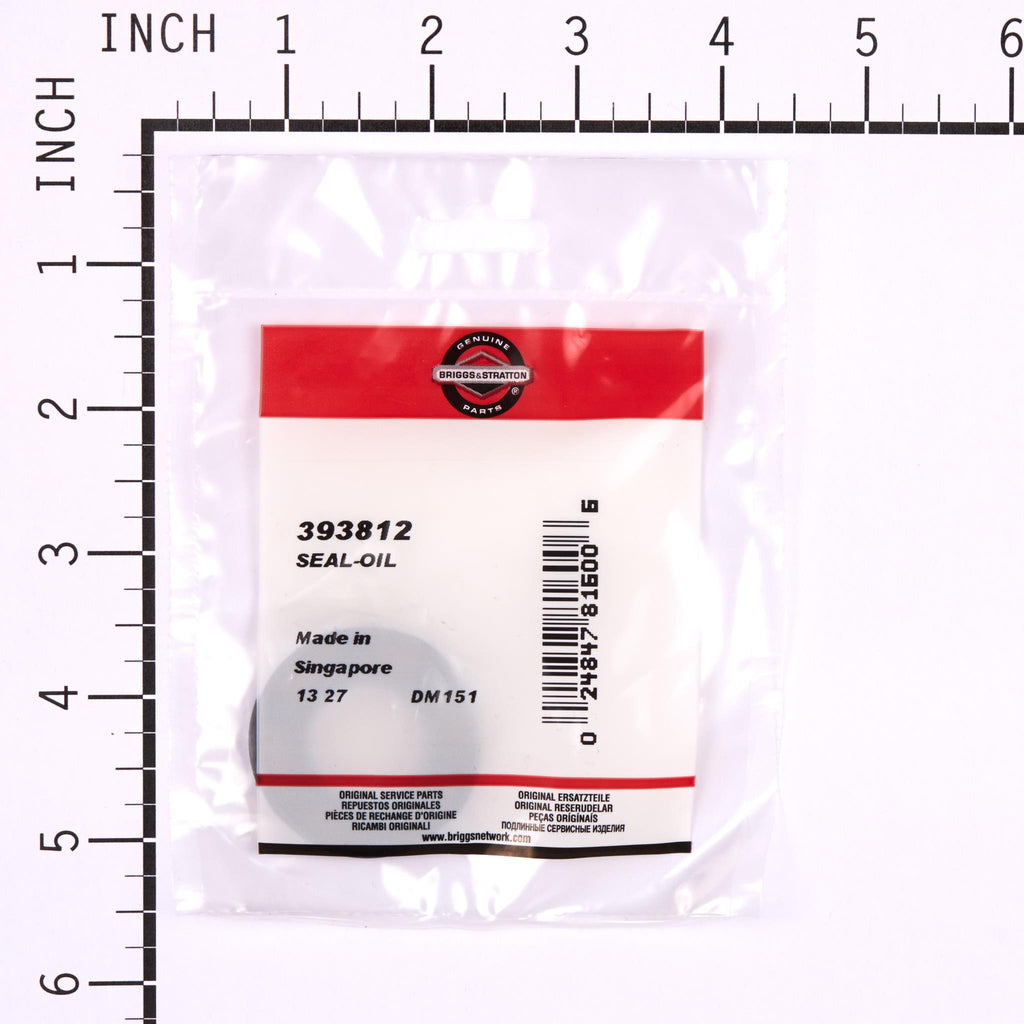 INCH 1 2 3 4 5 6
INCH 1 2 3 4 5 6
GENUINE
BRIGGS&STRATTON
®
PARTS
393812
SEAL-OIL
Made in
Singapore
13 27 DM151
0 24847 81600 6
ORIGINAL SERVICE PARTS
REPUESTOS ORIGINALES
PIÈCES DE RECHANGE D'ORIGINE
RICAMBI ORIGINALI
ORIGINAL ERSATZTEILE
ORIGINAL RESERUDELAR
PEÇAS ORIGINAIS
ПОДЛИННЫЕ СЕРВИСНЫЕ ИЗДЕЛИЯ
www.briggsnetwork.com